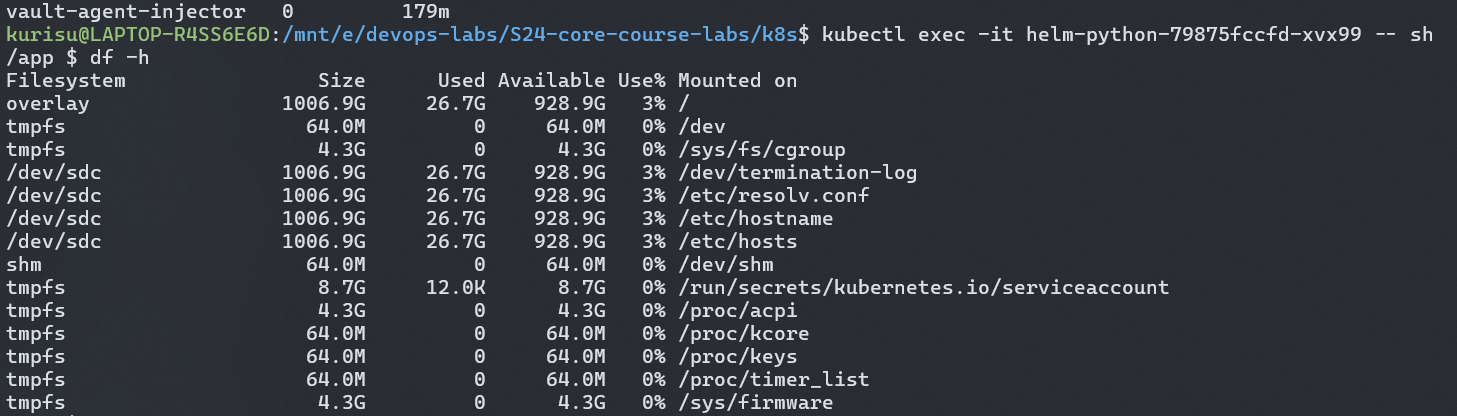 vault-agent-injector   0         179m
kurisu@LAPTOP-R4SS6E6D:/mnt/e/devops-labs/S24-core-course-labs/k8s$ kubectl exec -it helm-python-79875fccfd-xvx99 -- sh
/app $ df -h
Filesystem                Size      Used Available Use% Mounted on
overlay                1006.9G     26.7G    928.9G   3% /
tmpfs                    64.0M         0     64.0M   0% /dev
tmpfs                     4.3G         0      4.3G   0% /sys/fs/cgroup
/dev/sdc               1006.9G     26.7G    928.9G   3% /dev/termination-log
/dev/sdc               1006.9G     26.7G    928.9G   3% /etc/resolv.conf
/dev/sdc               1006.9G     26.7G    928.9G   3% /etc/hostname
/dev/sdc               1006.9G     26.7G    928.9G   3% /etc/hosts
shm                      64.0M         0     64.0M   0% /dev/shm
tmpfs                     8.7G     12.0K      8.7G   0% /run/secrets/kubernetes.io/serviceaccount
tmpfs                     4.3G         0      4.3G   0% /proc/acpi
tmpfs                    64.0M         0     64.0M   0% /proc/kcore
tmpfs                    64.0M         0     64.0M   0% /proc/keys
tmpfs                    64.0M         0     64.0M   0% /proc/timer_list
tmpfs                     4.3G         0      4.3G   0% /sys/firmware